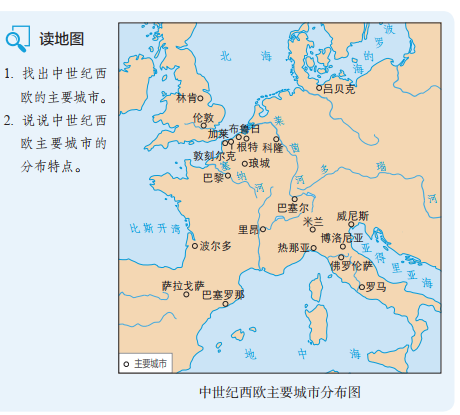 读地图
1. 找出中世纪西
欧的主要城市。
2. 说说中世纪西
欧主要城市的
分布特点。
北 海
波
罗
的
海
吕贝克
林肯
伦敦
加莱
布鲁日
根特
科隆
莱
茵
河
敦刻尔克
琅城
巴黎
塞
纳
河
多
瑙
河
巴塞尔
比斯开湾
里昂
米兰
威尼斯
波尔多
热那亚
博洛尼亚
亚
得
里
亚
海
佛罗伦萨
萨拉戈萨
巴塞罗那
罗马
地 中 海
主要城市
中世纪西欧主要城市分布图